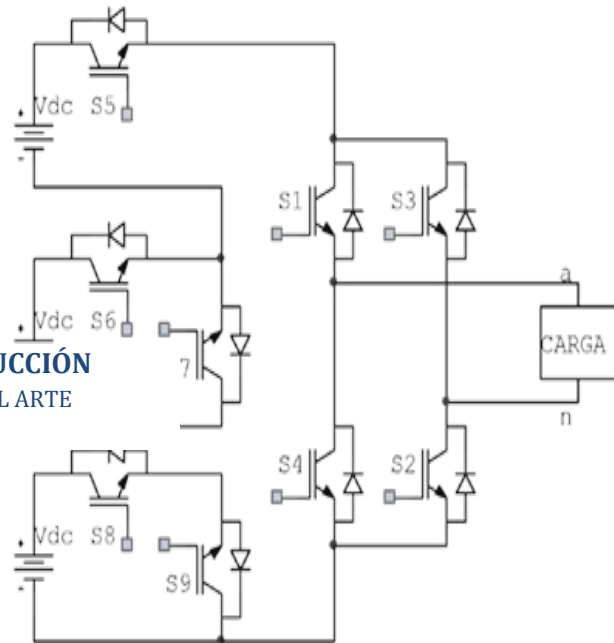 Vdc S5
S1 S3
a
Vdc S6
CARGA
UCCIÓN
7
L ARTE
n
S4 S2
Vdc S8
S9